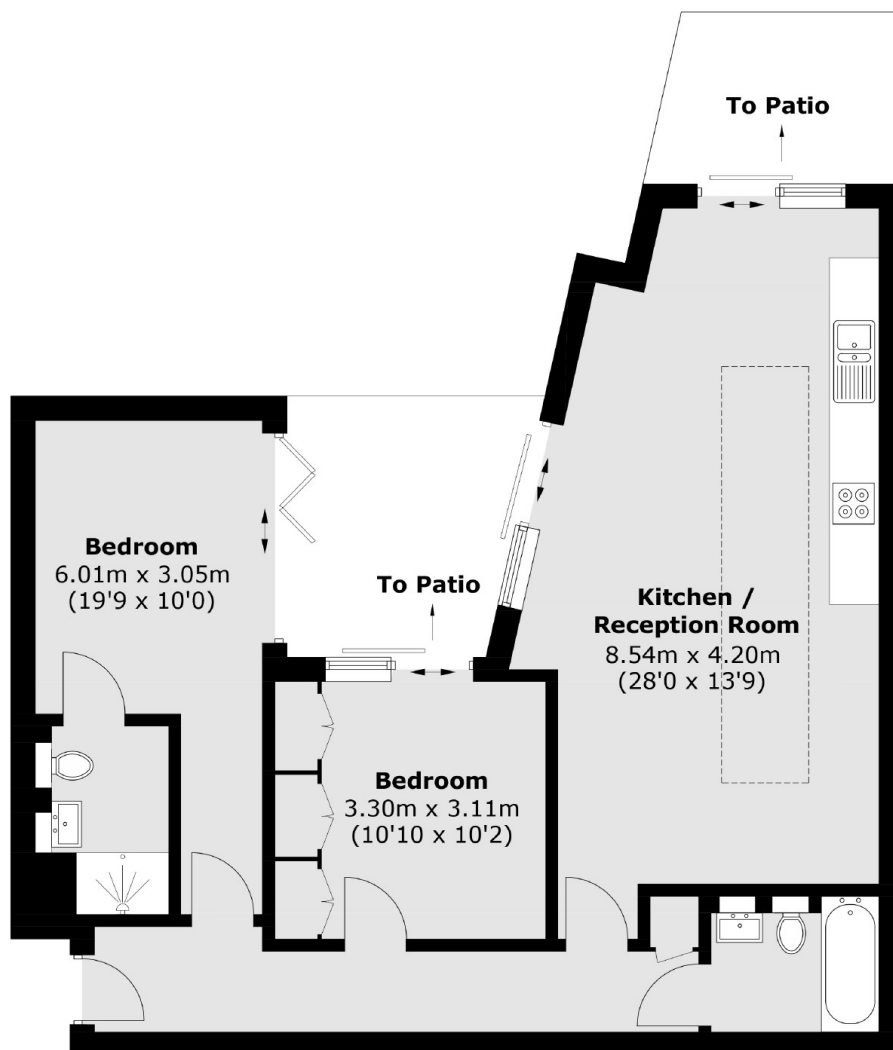 To Patio
Bedroom
6.01m x 3.05m
(19'9 x 10'0)
To Patio
Kitchen /
Reception Room
8.54m x 4.20m
(28'0 x 13'9)
Bedroom
3.30m x 3.11m
(10'10 x 10'2)